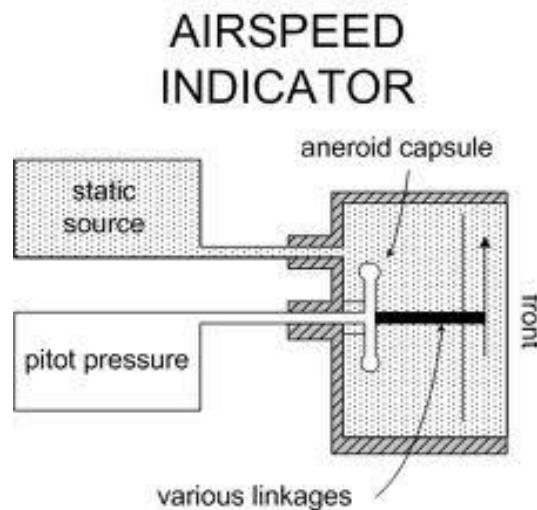 AIRSPEED
INDICATOR
aneroid capsule
static
source
pitot pressure
front
various linkages